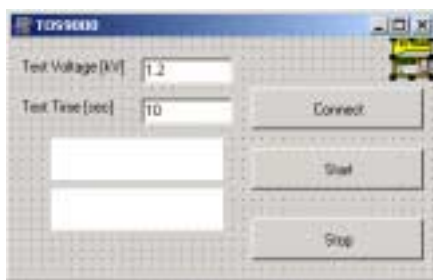 TOS9000
Test Voltage [kV] 1.2
Test Time [sec] 10
Connect
Start
Stop